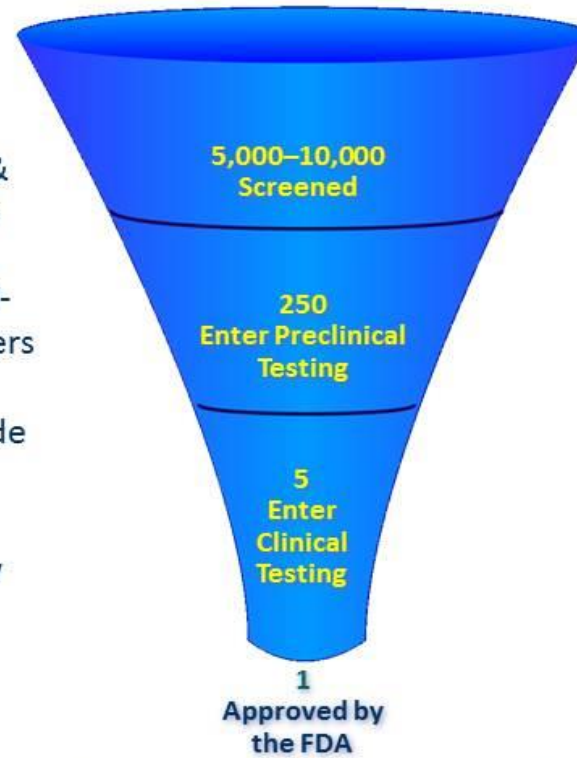 &
5,000–10,000
Screened
250
Enter Preclinical
Testing
5
Enter
Clinical
Testing
1
Approved by
the FDA